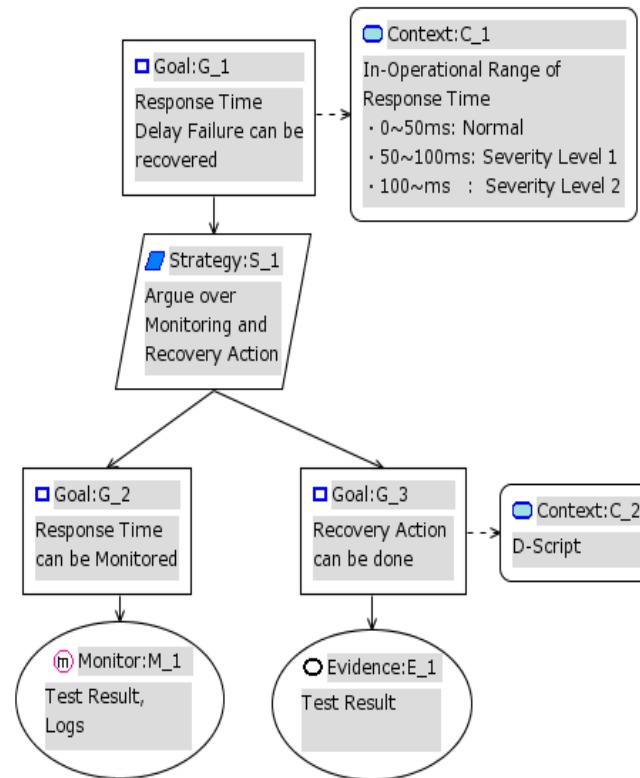 Goal:G_1
Response Time
Delay Failure can be
recovered
Context:C_1
In-Operational Range of
Response Time
・0~50ms: Normal
・50~100ms: Severity Level 1
・100~ms : Severity Level 2
Strategy:S_1
Argue over
Monitoring and
Recovery Action
Goal:G_2
Response Time
can be Monitored
Goal:G_3
Recovery Action
can be done
Context:C_2
D-Script
m Monitor:M_1
Test Result,
Logs
Evidence:E_1
Test Result